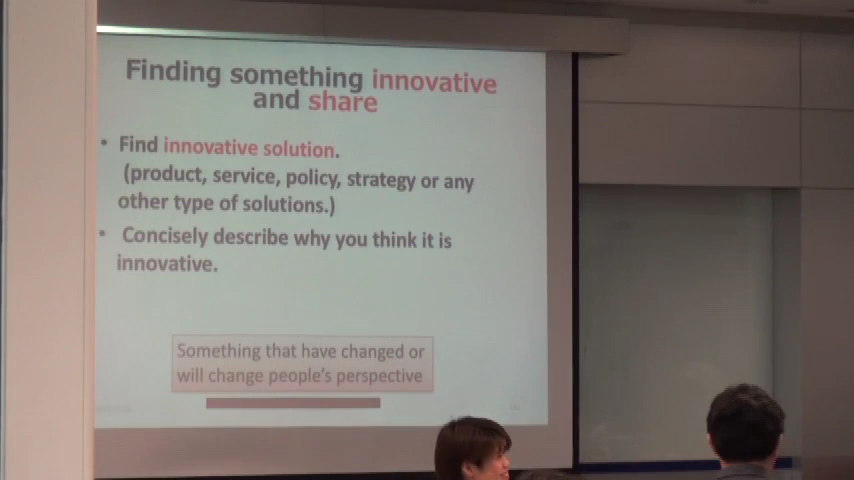 Finding something innovative
and share
• Find innovative solution.
(product, service, policy, strategy or any
other type of solutions.)
• Concisely describe why you think it is
innovative.
Something that have changed or
will change people's perspective